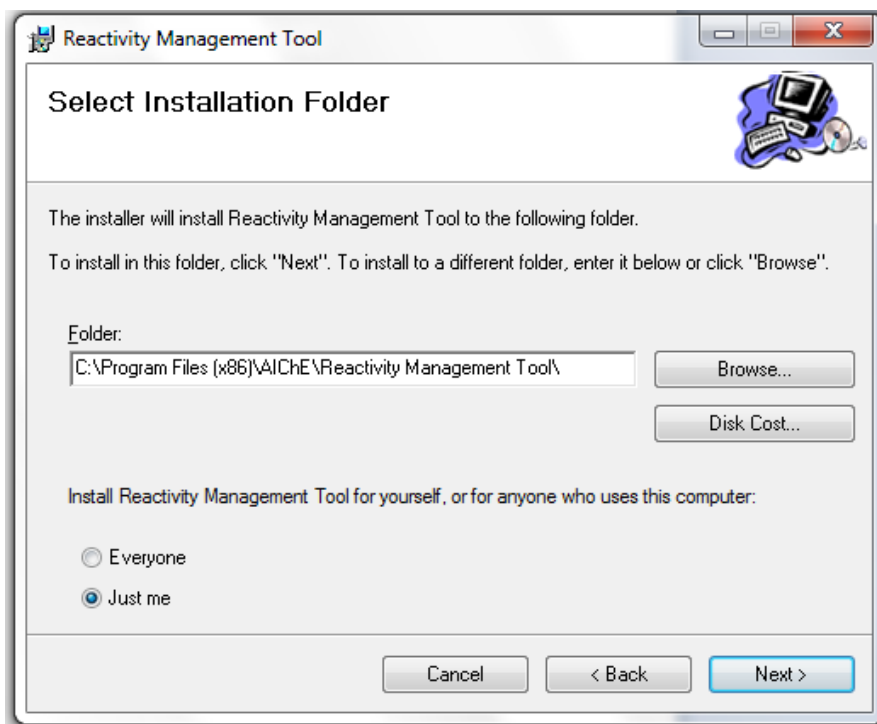 Reactivity Management Tool
Select Installation Folder
The installer will install Reactivity Management Tool to the following folder.
To install in this folder, click "Next". To install to a different folder, enter it below or click "Browse".
Folder:
C:\Program Files (x86)\AIChE\Reactivity Management Tool\
Browse...
Disk Cost...
Install Reactivity Management Tool for yourself, or for anyone who uses this computer:
Everyone
Just me
Cancel
< Back
Next >